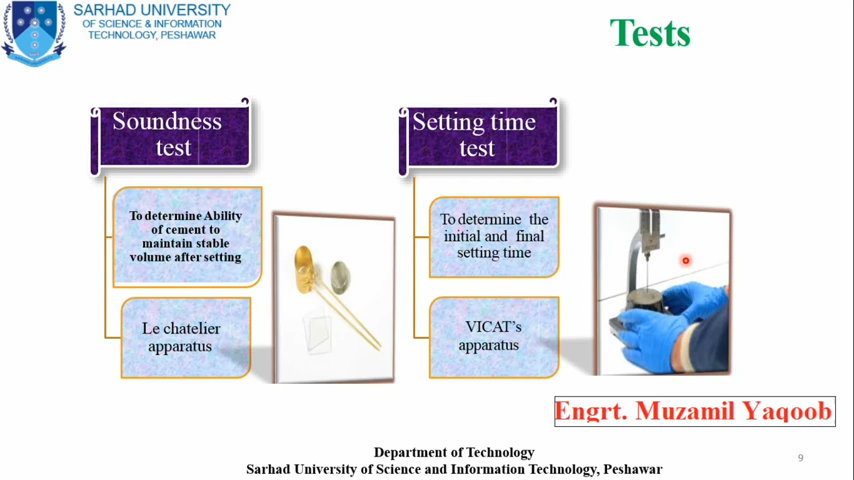 SARHAD UNIVERSITY
OF SCIENCE & INFORMATION
TECHNOLOGY, PESHAWAR
Tests
Soundness
test
To determine Ability
of cement to
maintain stable
volume after setting
Le chatelier
apparatus
Setting time
test
To determine the
initial and final
setting time
VICAT's
apparatus
Engrt. Muzamil Yaqoob
Department of Technology
Sarhad University of Science and Information Technology, Peshawar
9